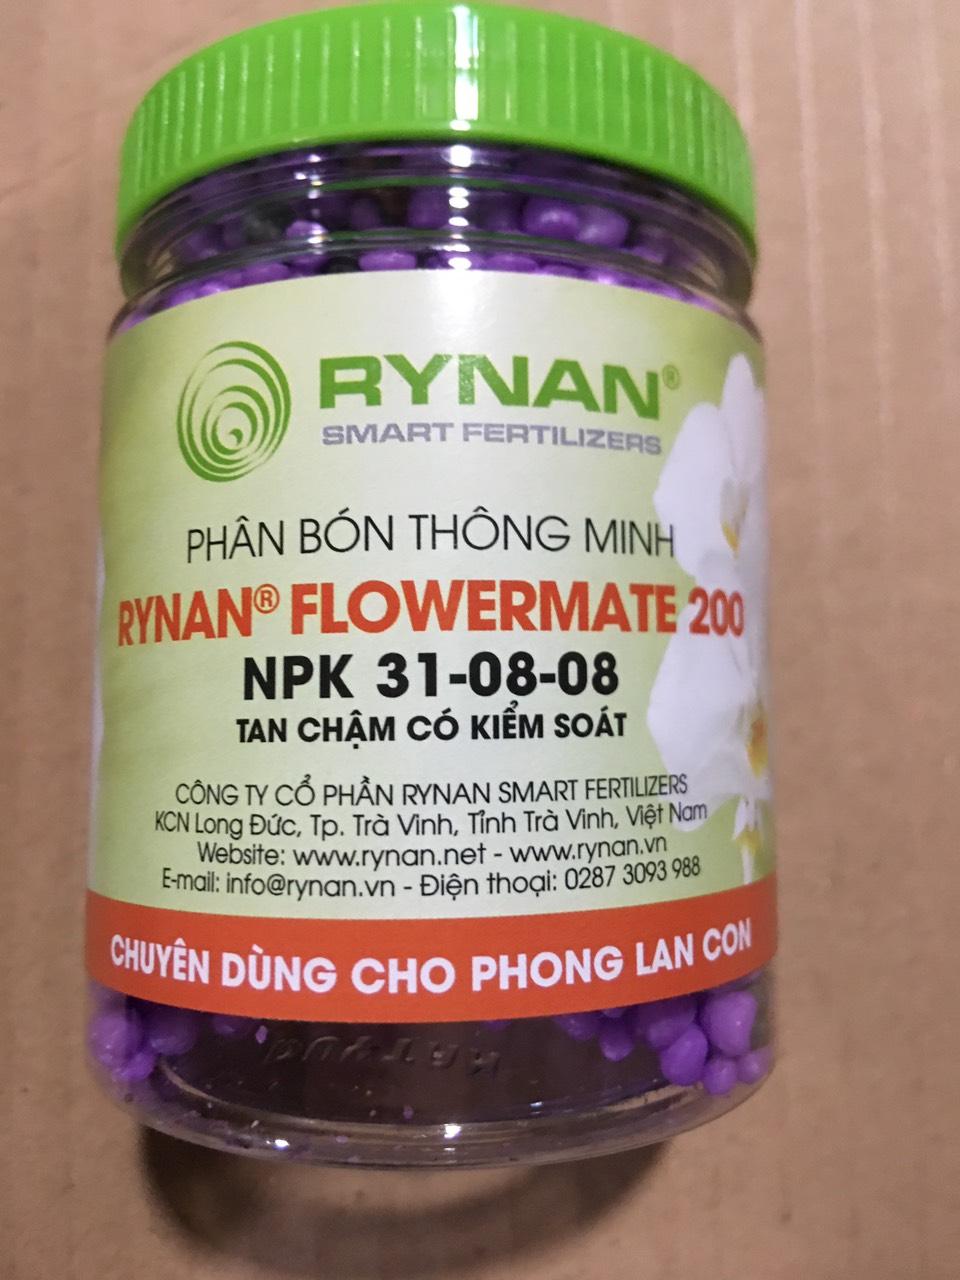 RYNAN®
SMART FERTILIZERS
PHÂN BÓN THÔNG MINH
RYNAN® FLOWERMATE 200
NPK 31-08-08
TAN CHẬM CÓ KIỂM SOÁT
CÔNG TY CỔ PHẦN RYNAN SMART FERTILIZERS
KCN Long Đức, Tp. Trà Vinh, Tỉnh Trà Vinh, Việt Nam
Website: www.rynan.net - www.rynan.vn
E-mail: info@rynan.vn - Điện thoại: 0287 3093 988
CHUYÊN DÙNG CHO PHONG LAN CON